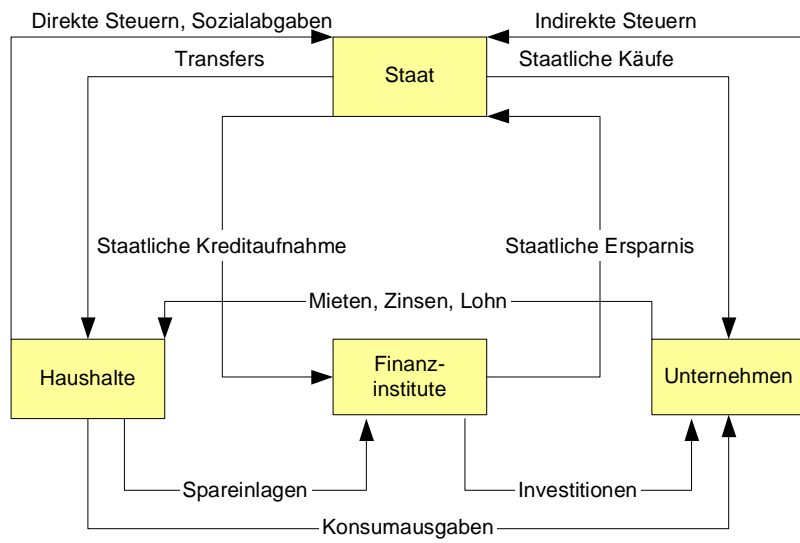 Direkte Steuern, Sozialabgaben
Indirekte Steuern
Transfers
Staat
Staatliche Käufe
Staatliche Kreditaufnahme
Staatliche Ersparnis
Mieten, Zinsen, Lohn
Haushalte
Finanz-
institute
Unternehmen
Spareinlagen
Investitionen
Konsumausgaben